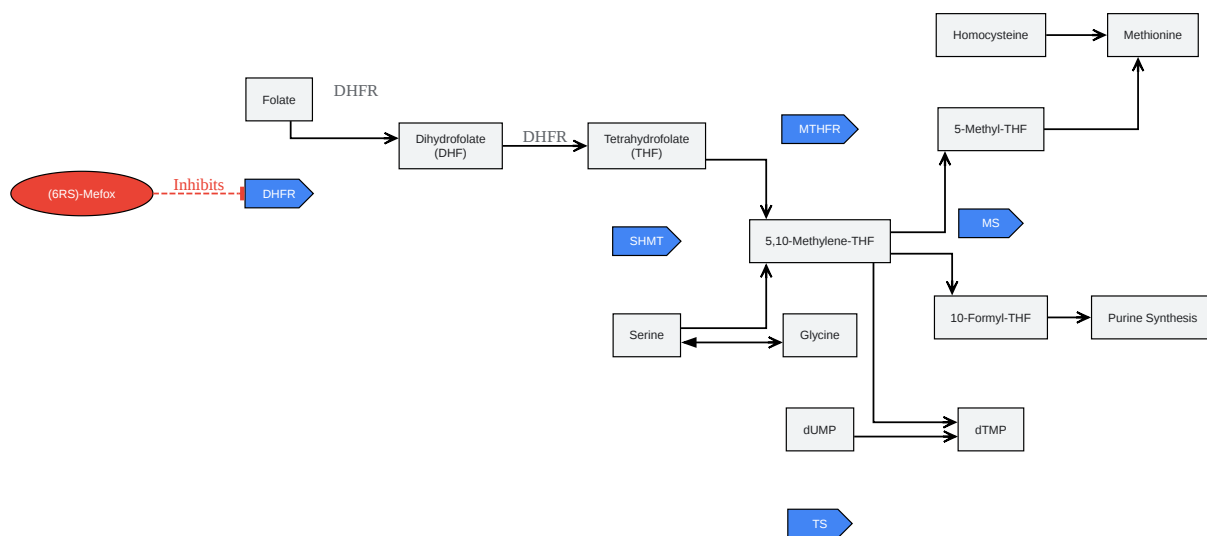 Homocysteine
Methionine
Folate
DHFR
Dihydrofolate
(DHF)
DHFR
Tetrahydrofolate
(THF)
MTHFR
5-Methyl-THF
(6RS)-Mefox
Inhibits
DHFR
SHMT
5,10-Methylene-THF
MS
Serine
Glycine
10-Formyl-THF
Purine Synthesis
dUMP
dTMP
TS